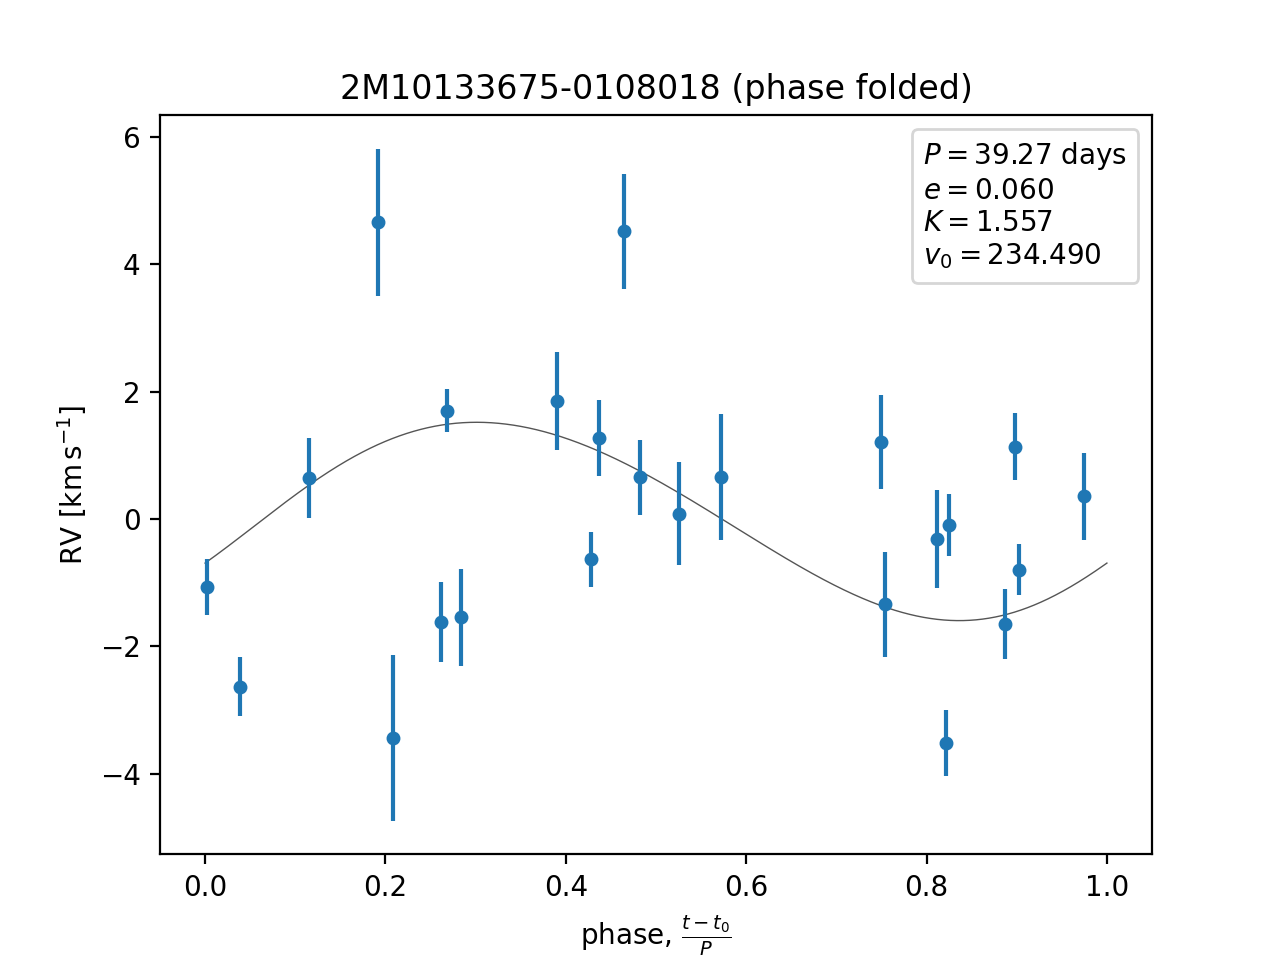 2M10133675-0108018 (phase folded)
P = 39.27 days
e = 0.060
K = 1.557
v₀ = 234.490
RV [km s⁻¹]
6
4
2
0
−2
−4
0.0 0.2 0.4 0.6 0.8 1.0
phase, (t − t₀)/P